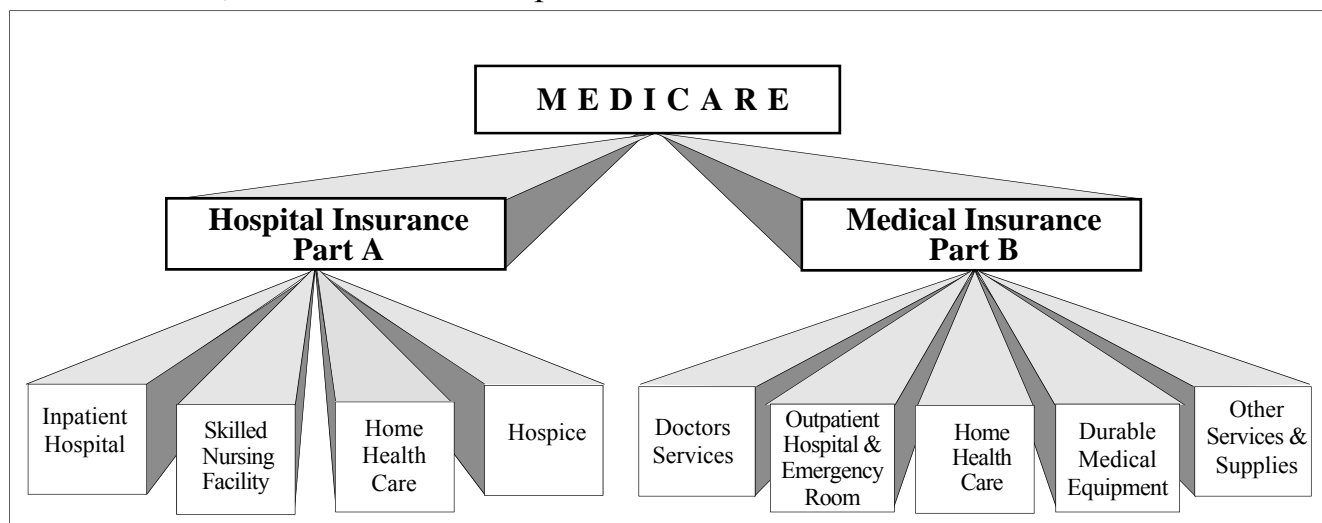 M E D I C A R E
Hospital Insurance
Part A
Medical Insurance
Part B
Inpatient
Hospital
Skilled
Nursing
Facility
Home
Health
Care
Hospice
Doctors
Services
Outpatient
Hospital &
Emergency
Room
Home
Health
Care
Durable
Medical
Equipment
Other
Services &
Supplies